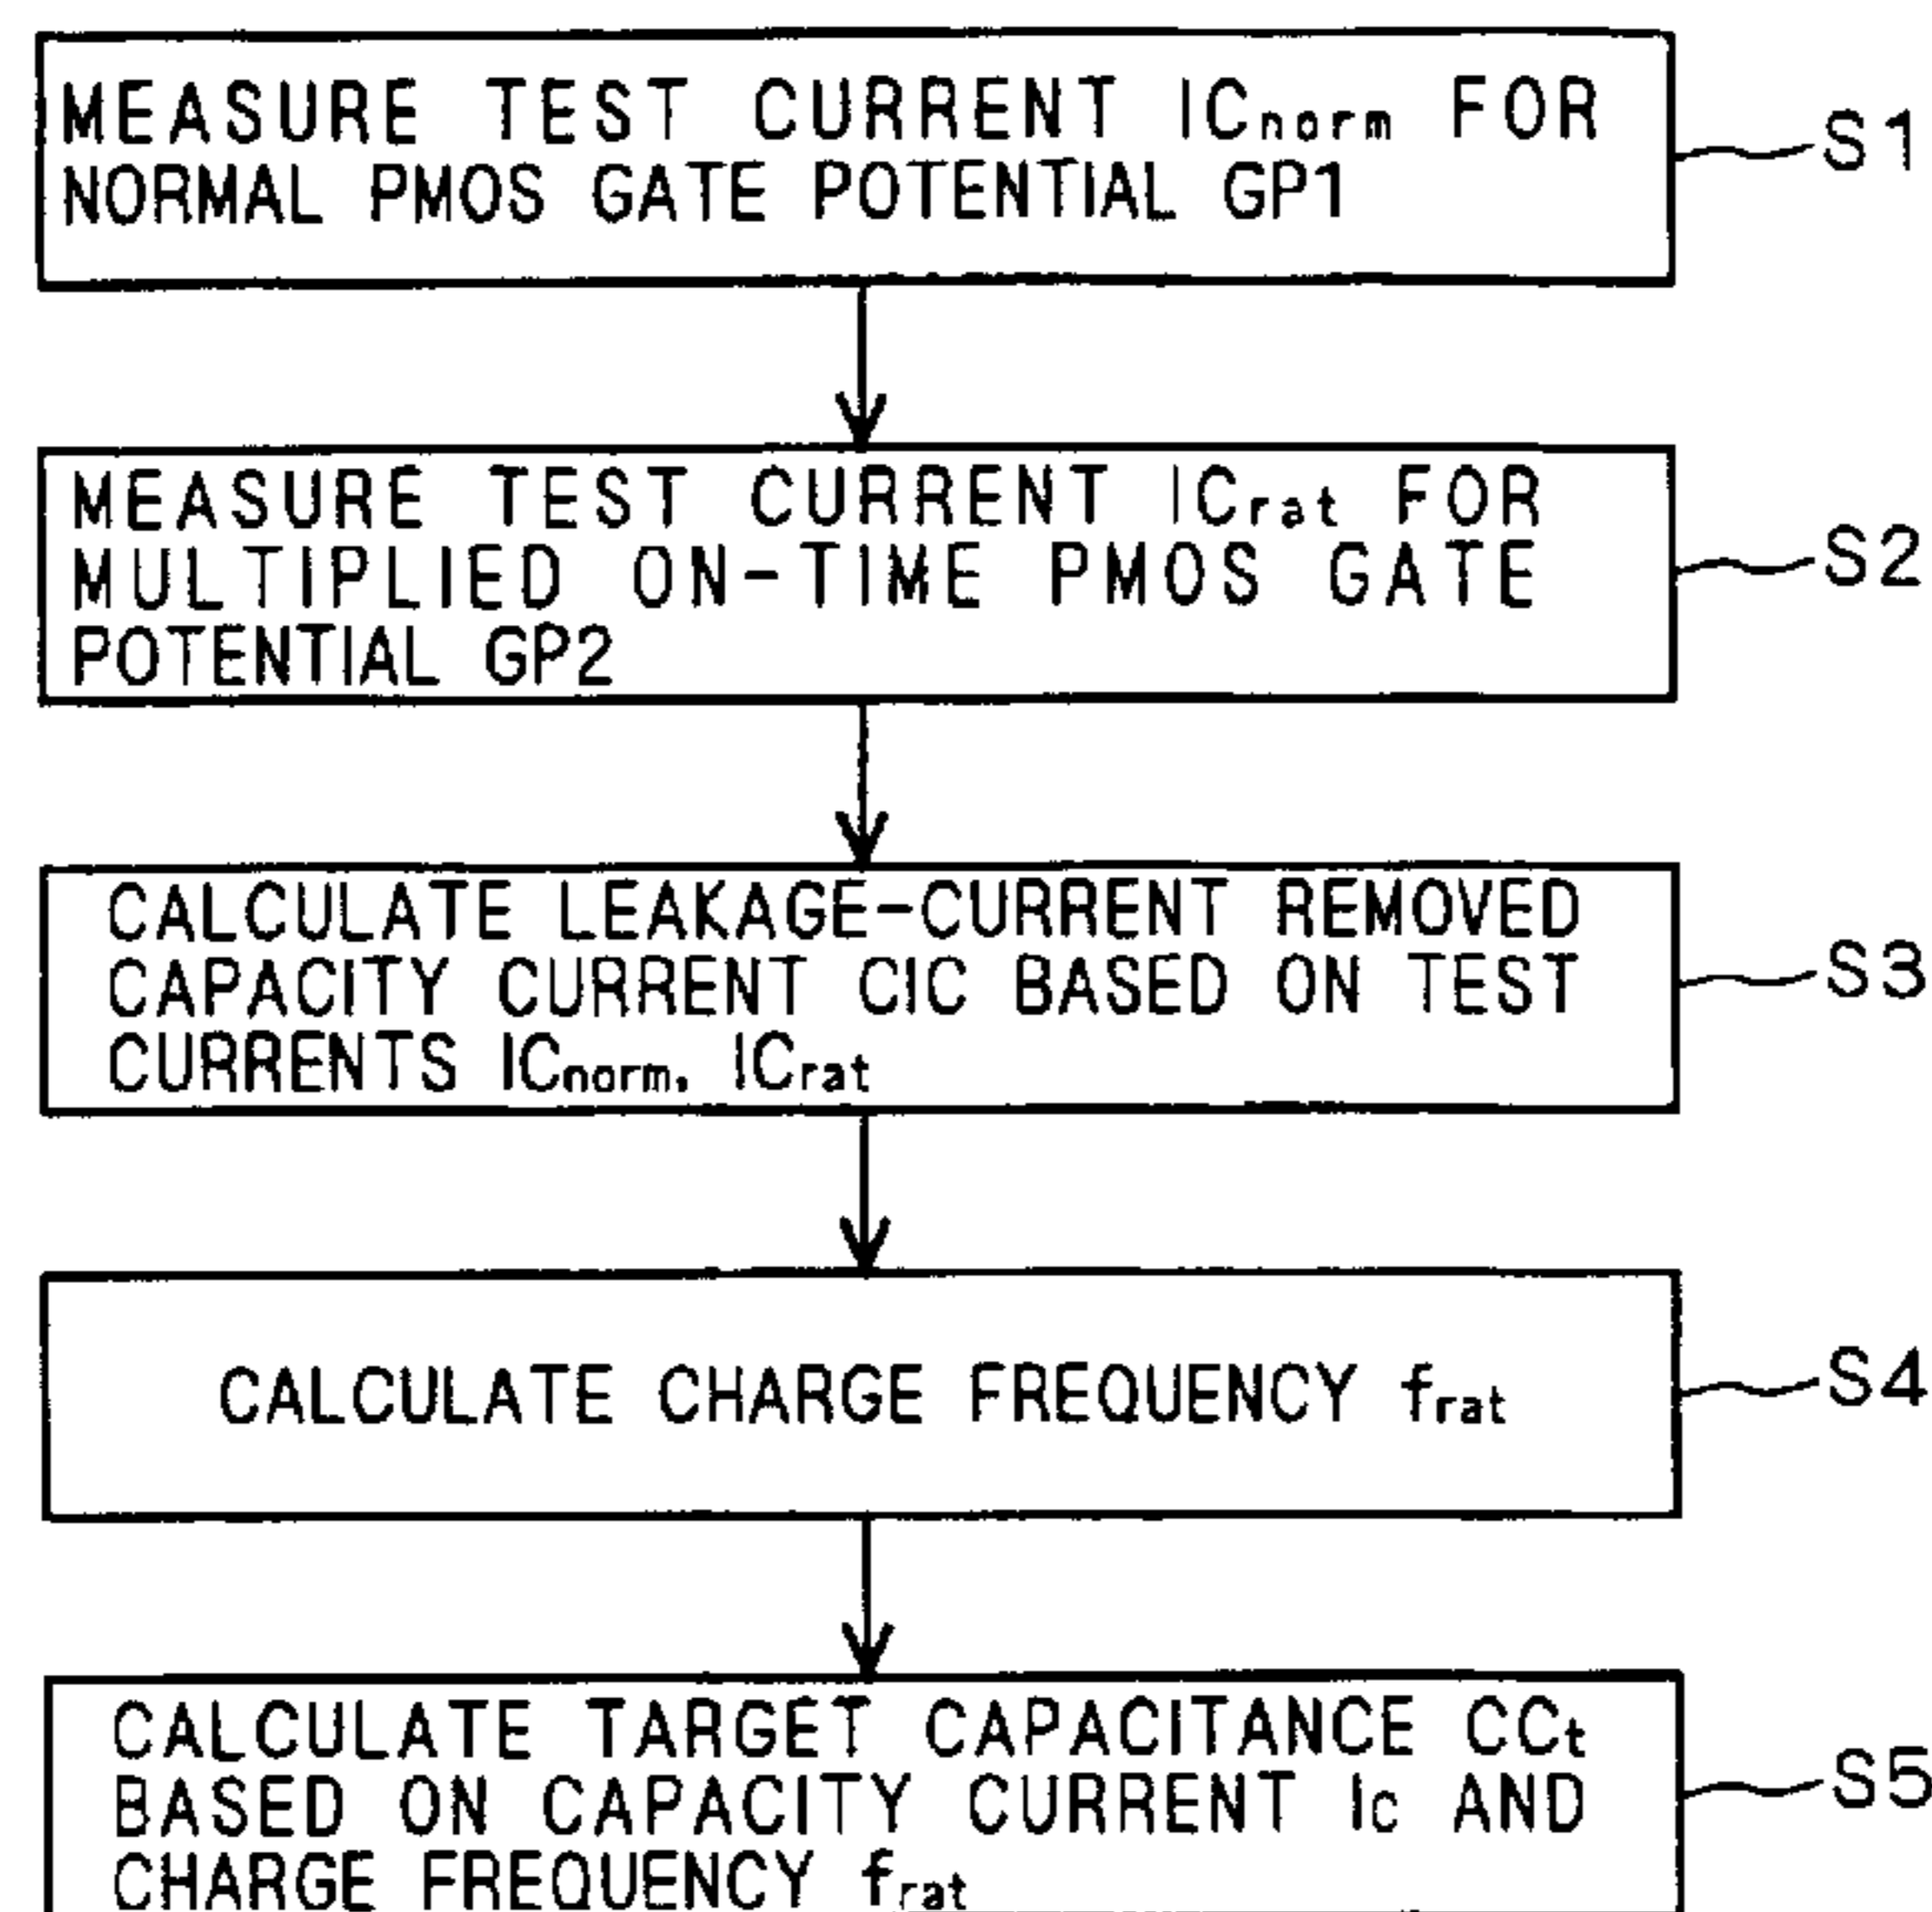 MEASURE TEST CURRENT ICnorm FOR
NORMAL PMOS GATE POTENTIAL GP1
S1
MEASURE TEST CURRENT ICrat FOR
MULTIPLIED ON-TIME PMOS GATE
POTENTIAL GP2
S2
CALCULATE LEAKAGE-CURRENT REMOVED
CAPACITY CURRENT CIC BASED ON TEST
CURRENTS ICnorm, ICrat
S3
CALCULATE CHARGE FREQUENCY frat
S4
CALCULATE TARGET CAPACITANCE CCt
BASED ON CAPACITY CURRENT Ic AND
CHARGE FREQUENCY frat
S5